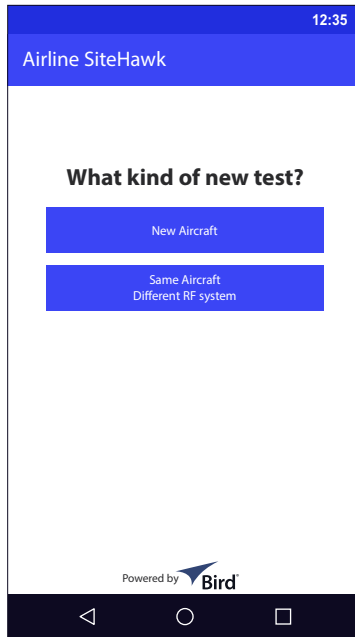 12:35
Airline SiteHawk
What kind of new test?
New Aircraft
Same Aircraft
Different RF system
Powered by Bird